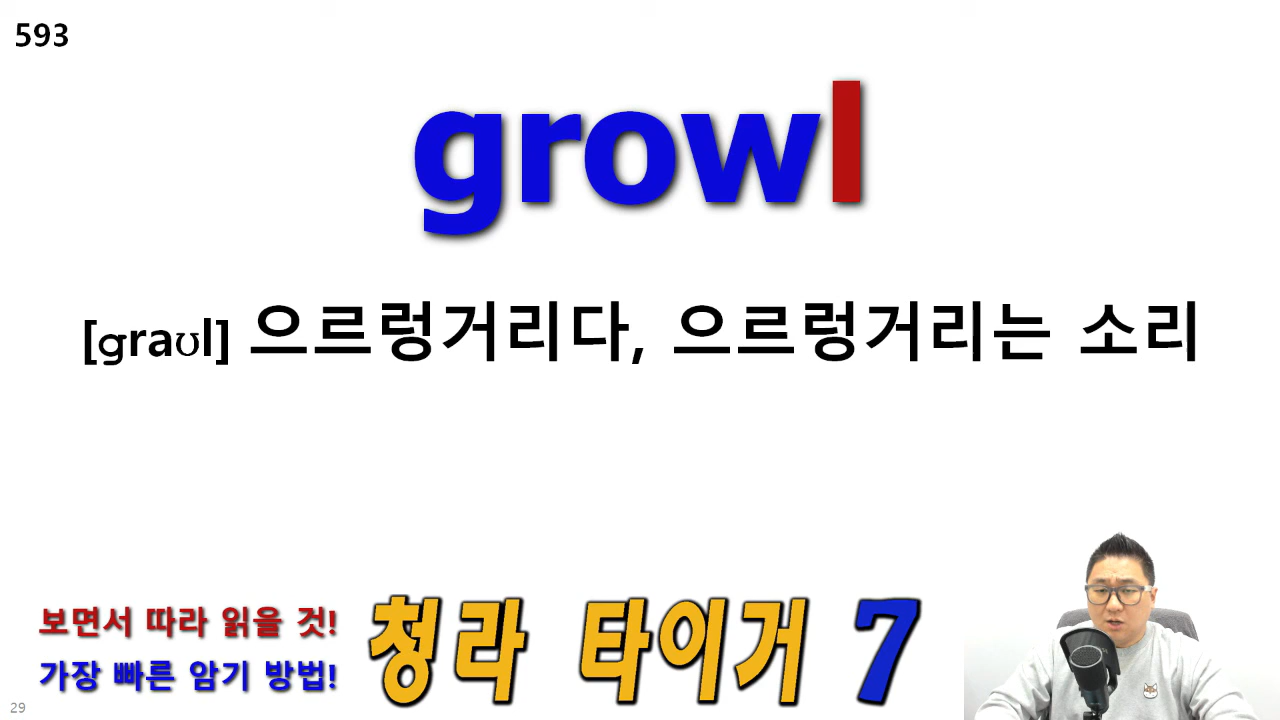 593
growl
[ɡraʊl] 으르렁거리다, 으르렁거리는 소리
보면서 따라 읽을 것!
가장 빠른 암기 방법!
청라 타이거 7
29